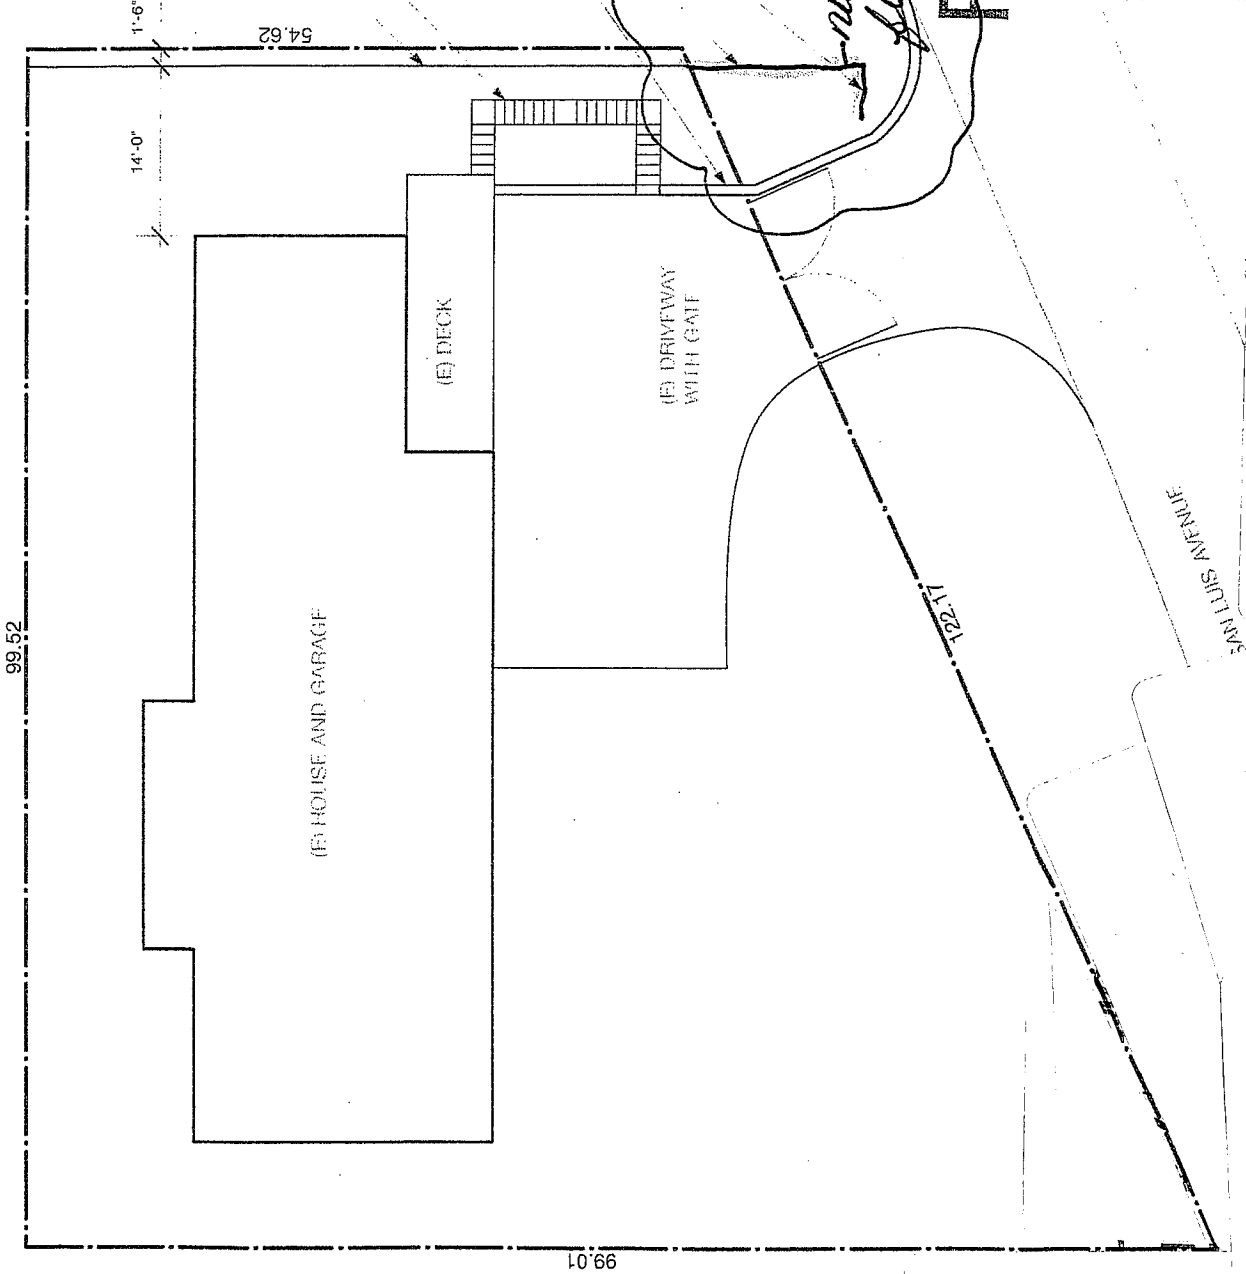 1'-6"
54.62
14'-0"
(E) DECK
(E) DRIVEWAY
WITH GATE
99.52
(E) HOUSE AND GARAGE
122.17
SAN LUIS AVENUE
99.01